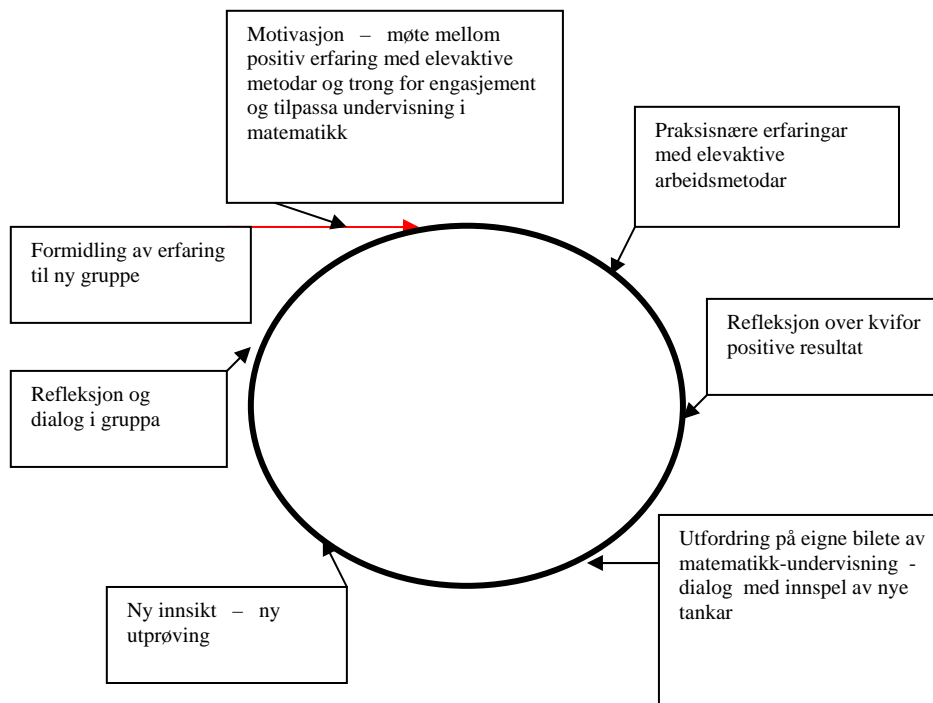 Motivasjon – møte mellom
positiv erfaring med elevaktive
metodar og trong for engasjement
og tilpassa undervisning i
matematikk
Praksisnære erfaringar
med elevaktive
arbeidsmetodar
Refleksjon over kvifor
positive resultat
Utfordring på eigne bilete av
matematikk-undervisning -
dialog med innspel av nye
tankar
Ny innsikt – ny
utprøving
Refleksjon og
dialog i gruppa
Formidling av erfaring
til ny gruppe